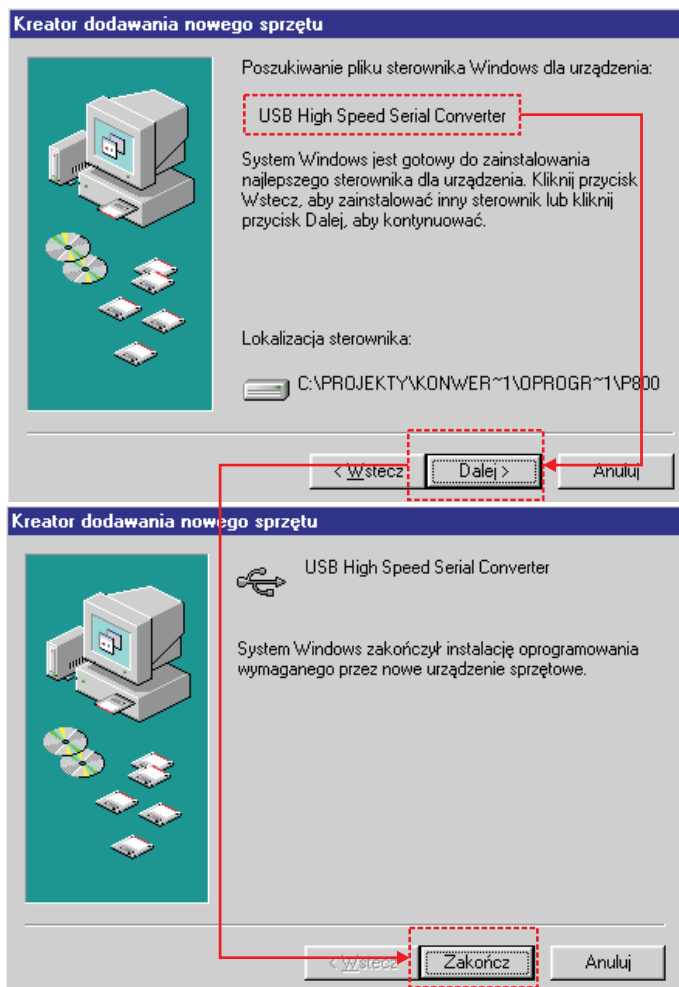 Kreator dodawania nowego sprzętu
Poszukiwanie pliku sterownika Windows dla urządzenia:
USB High Speed Serial Converter
System Windows jest gotowy do zainstalowania
najlepszego sterownika dla urządzenia. Kliknij przycisk
Wstecz, aby zainstalować inny sterownik lub kliknij
przycisk Dalej, aby kontynuować.
Lokalizacja sterownika:
C:\PROJEKTY\KONWER~1\OPROGR~1\P800
< Wstecz Dalej > Anuluj
Kreator dodawania nowego sprzętu
USB High Speed Serial Converter
System Windows zakończył instalację oprogramowania
wymaganego przez nowe urządzenie sprzętowe.
< Wstecz Zakończ Anuluj